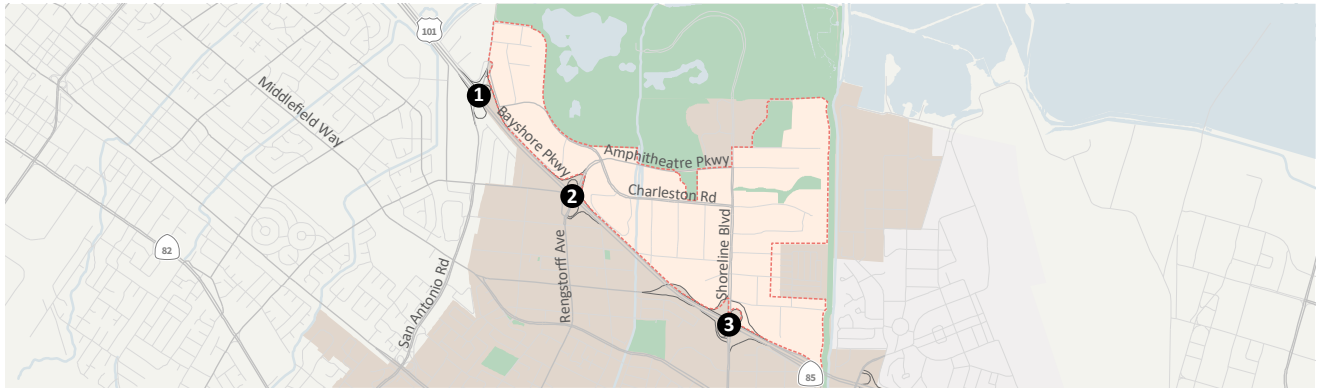 101
Middlefield Way
1
Bayshore Pkwy
Amphitheatre Pkwy
2
Charleston Rd
82
San Antonio Rd
Rengstorff Ave
Shoreline Blvd
3
85